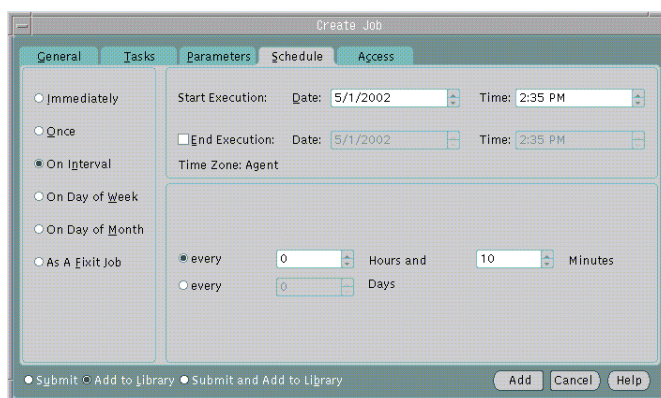 Create Job
General Tasks Parameters Schedule Access
Immediately
Once
On Interval
On Day of Week
On Day of Month
As A Fixit Job
Start Execution: Date: 5/1/2002 Time: 2:35 PM
End Execution: Date: 5/1/2002 Time: 2:35 PM
Time Zone: Agent
every 0 Hours and 10 Minutes
every 0 Days
Submit Add to Library Submit and Add to Library Add Cancel Help